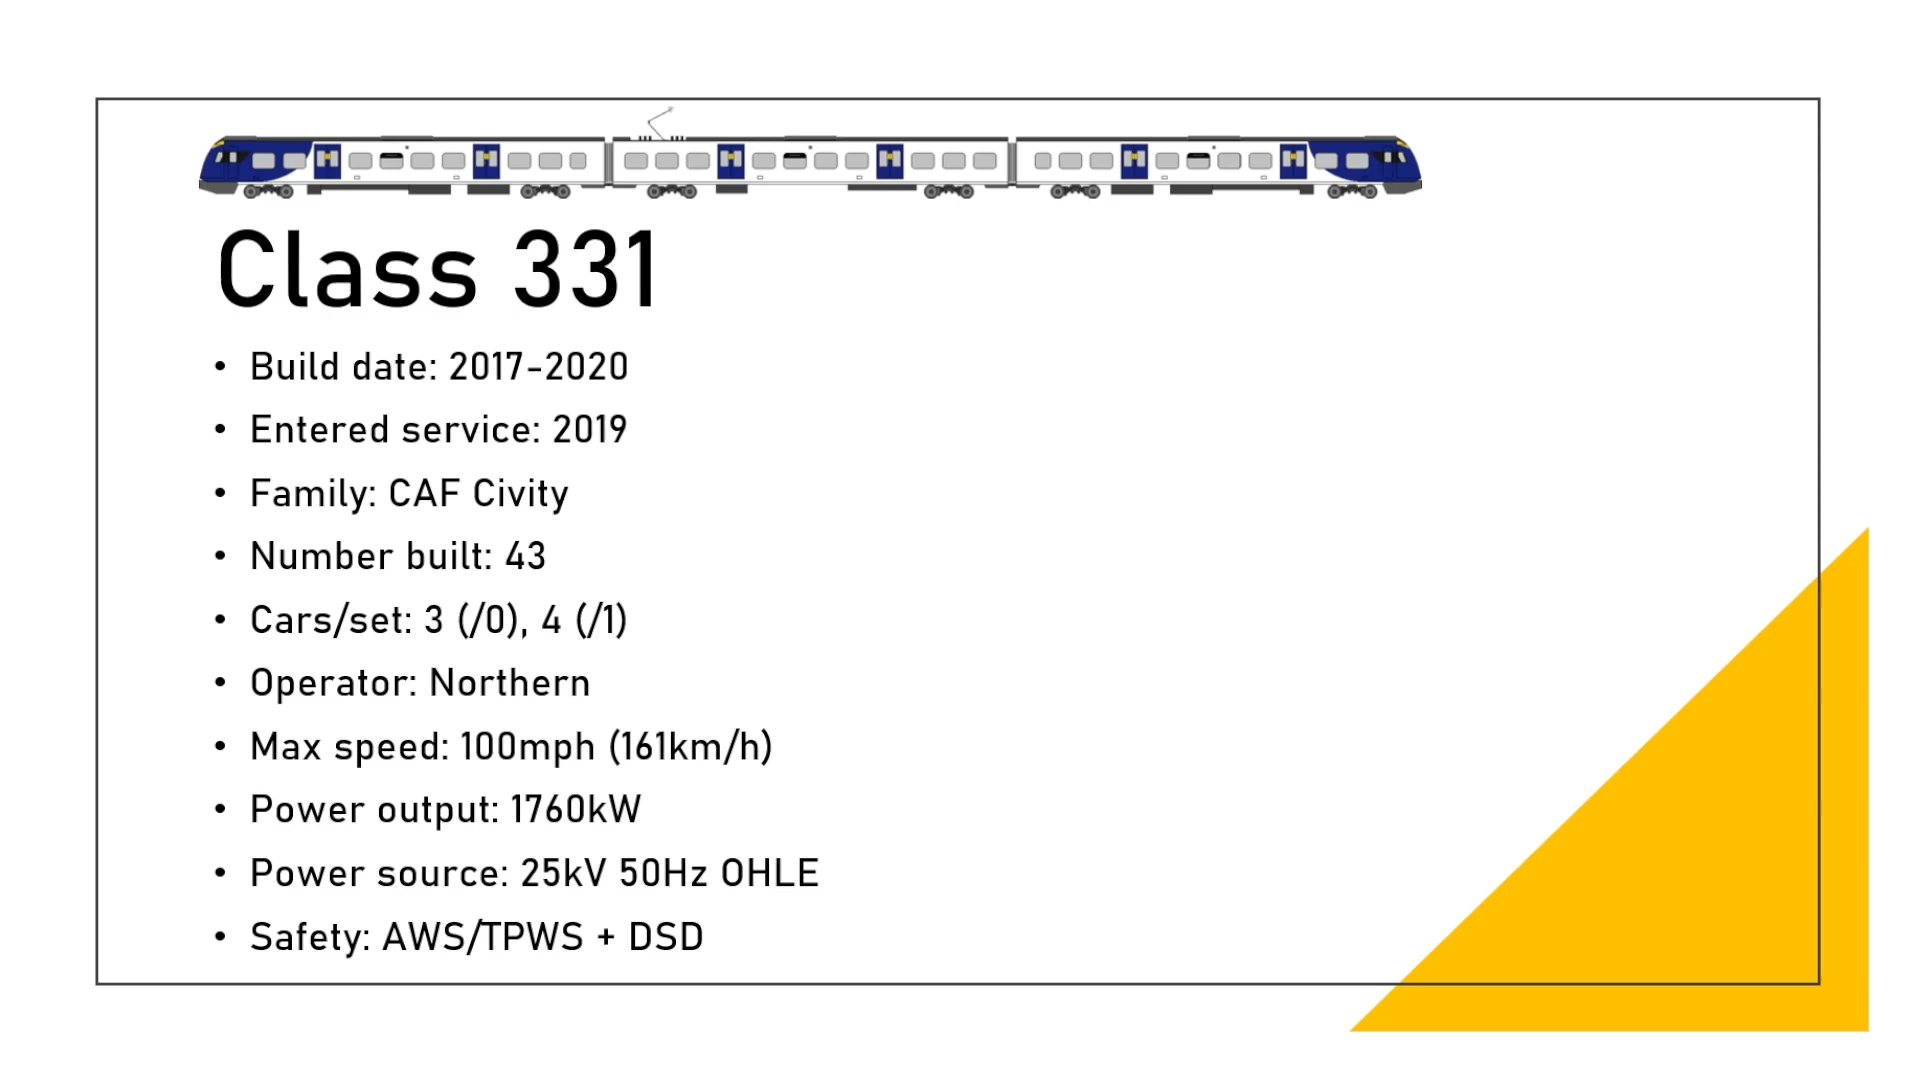 Class 331
• Build date: 2017-2020
• Entered service: 2019
• Family: CAF Civity
• Number built: 43
• Cars/set: 3 (/0), 4 (/1)
• Operator: Northern
• Max speed: 100mph (161km/h)
• Power output: 1760kW
• Power source: 25kV 50Hz OHLE
• Safety: AWS/TPWS + DSD